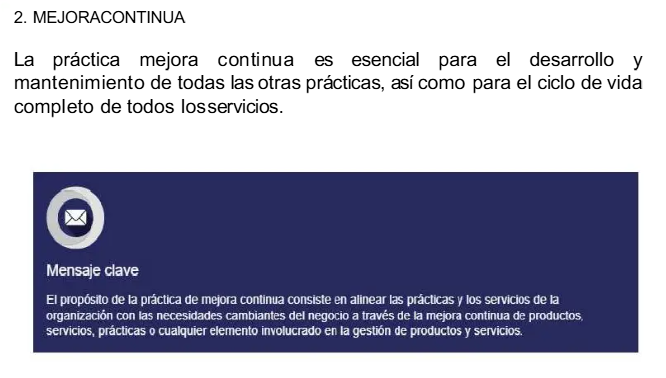 2. MEJORACONTINUA
La práctica mejora continua es esencial para el desarrollo y
mantenimiento de todas las otras prácticas, así como para el ciclo de vida
completo de todos losservicios.
Mensaje clave
El propósito de la práctica de mejora continua consiste en alinear las prácticas y los servicios de la
organización con las necesidades cambiantes del negocio a través de la mejora continua de productos,
servicios, prácticas o cualquier elemento involucrado en la gestión de productos y servicios.